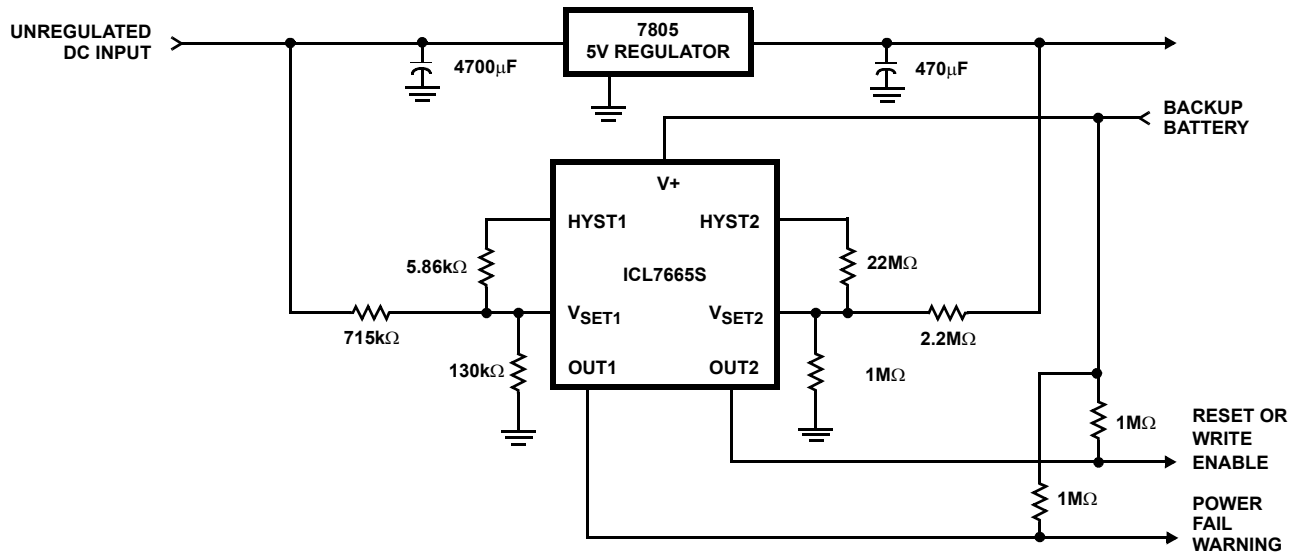 UNREGULATED
DC INPUT
7805
5V REGULATOR
4700μF
470μF
BACKUP
BATTERY
V+
HYST1
HYST2
5.86kΩ
ICL7665S
22MΩ
VSET1
VSET2
715kΩ
2.2MΩ
130kΩ
OUT1
OUT2
1MΩ
1MΩ
RESET OR
WRITE
ENABLE
1MΩ
POWER
FAIL
WARNING